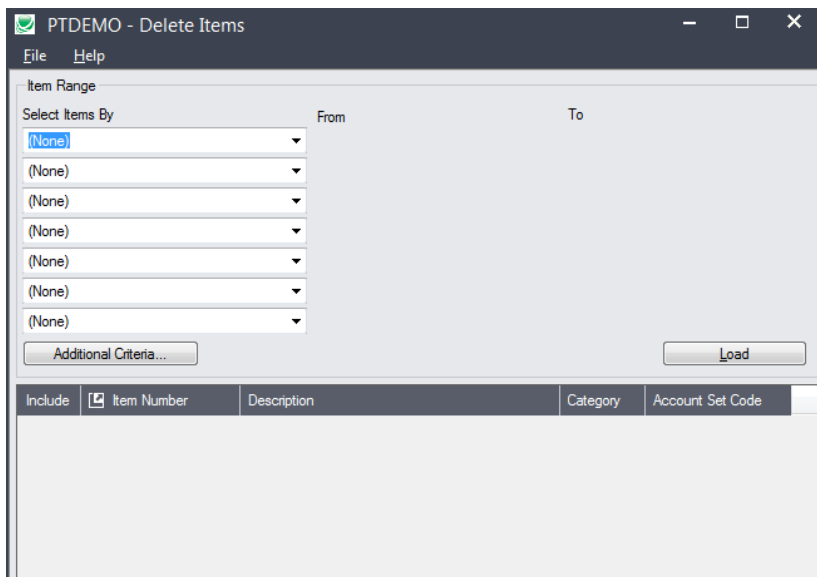 PTDEMO - Delete Items
File Help
Item Range
Select Items By From To
(None)
(None)
(None)
(None)
(None)
(None)
(None)
Additional Criteria... Load
Include Item Number Description Category Account Set Code